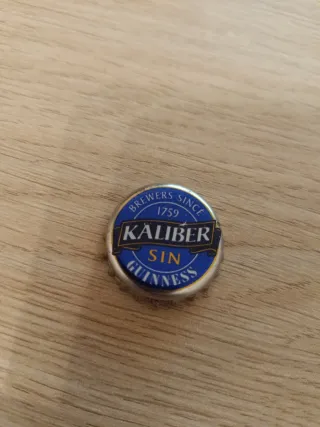 BREWERS SINCE
1759
KALIBER
SIN
GUINNESS